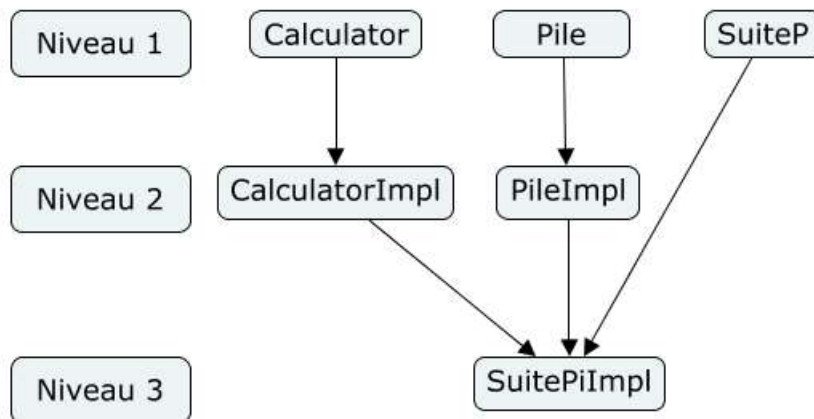 Niveau 1
Calculator
Pile
SuiteP
Niveau 2
CalculatorImpl
PileImpl
Niveau 3
SuitePiImpl